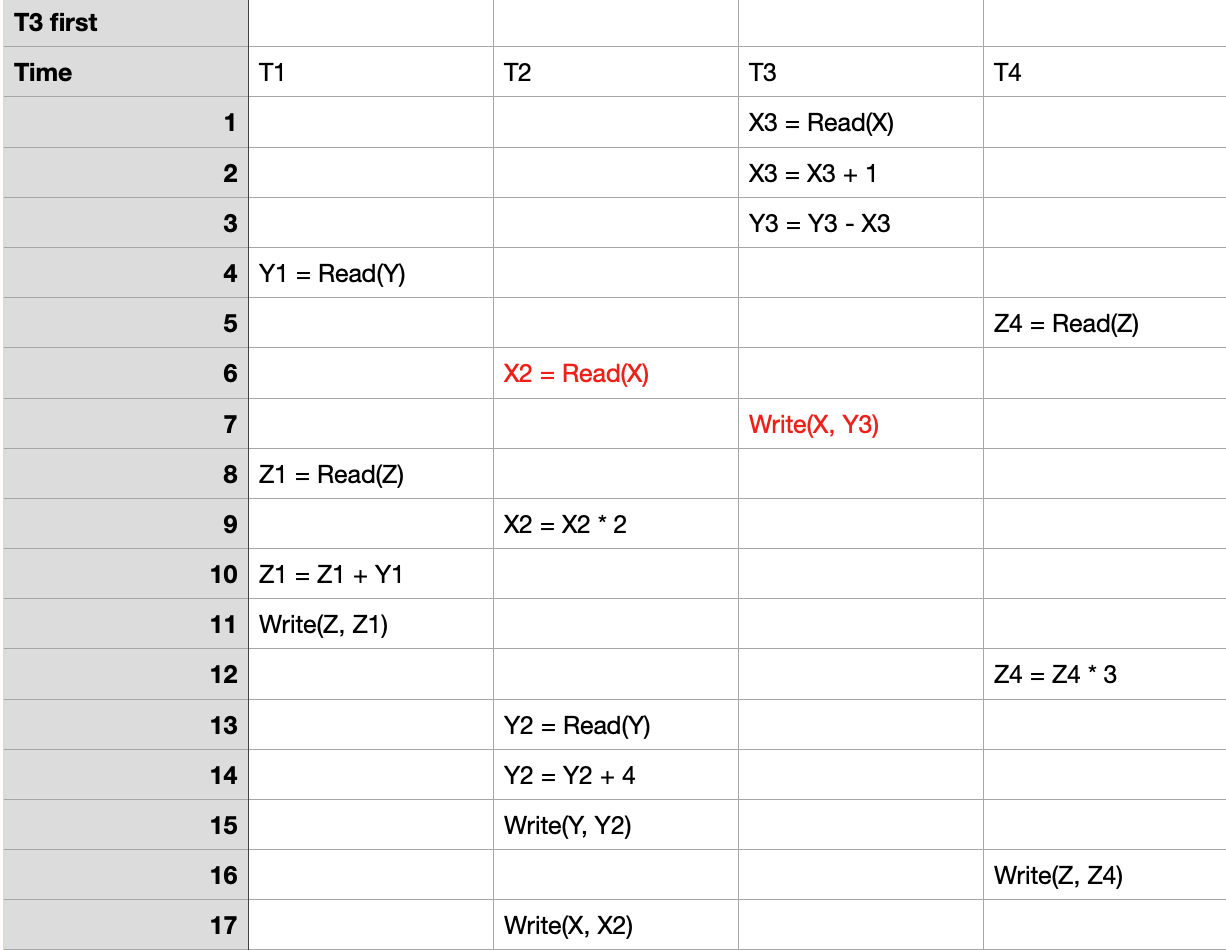 T3 first
Time T1 T2 T3 T4
1 X3 = Read(X)
2 X3 = X3 + 1
3 Y3 = Y3 - X3
4 Y1 = Read(Y)
5 Z4 = Read(Z)
6 X2 = Read(X)
7 Write(X, Y3)
8 Z1 = Read(Z)
9 X2 = X2 * 2
10 Z1 = Z1 + Y1
11 Write(Z, Z1)
12 Z4 = Z4 * 3
13 Y2 = Read(Y)
14 Y2 = Y2 + 4
15 Write(Y, Y2)
16 Write(Z, Z4)
17 Write(X, X2)